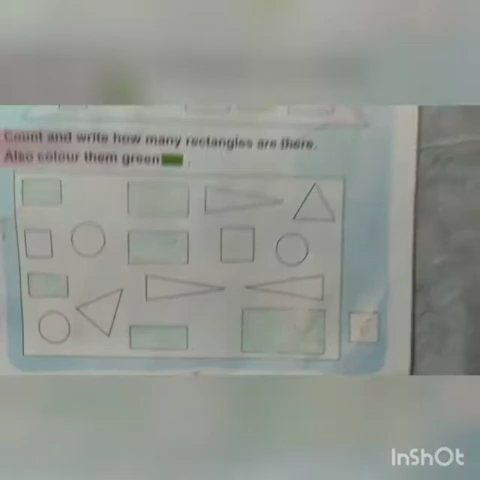 Count and write how many rectangles are there.
Also colour them green .
InShOt